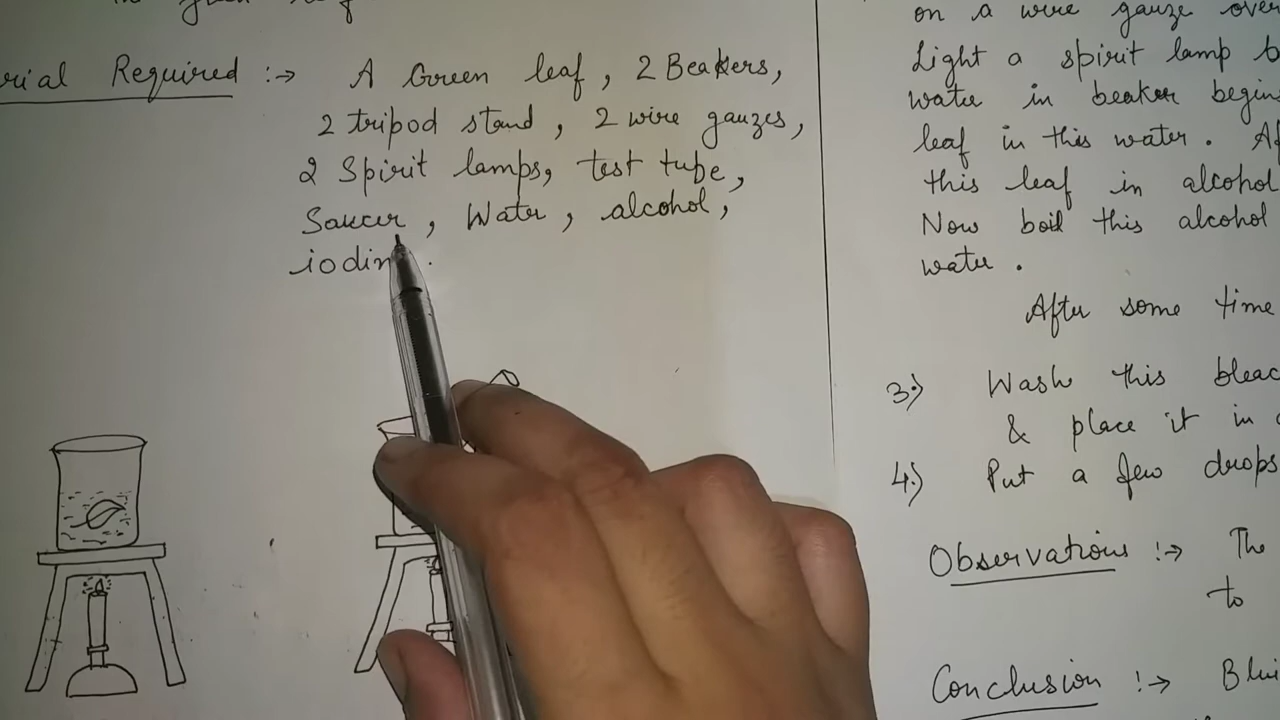 Required :→ A Green leaf, 2 Beakers,
2 tripod stand, 2 wire gauzes,
2 Spirit lamps, test tube,
Saucer, Water, alcohol,
iodin
on a wire gauze over
Light a spirit lamp
water in beaker begins
leaf in this water.
this leaf in alcohol
Now boil this alcohol
water.
After some time
3.) Wash this bleac
& place it in
4.) Put a few drops
Observations :→ The
to
Conclusion :→ Blu